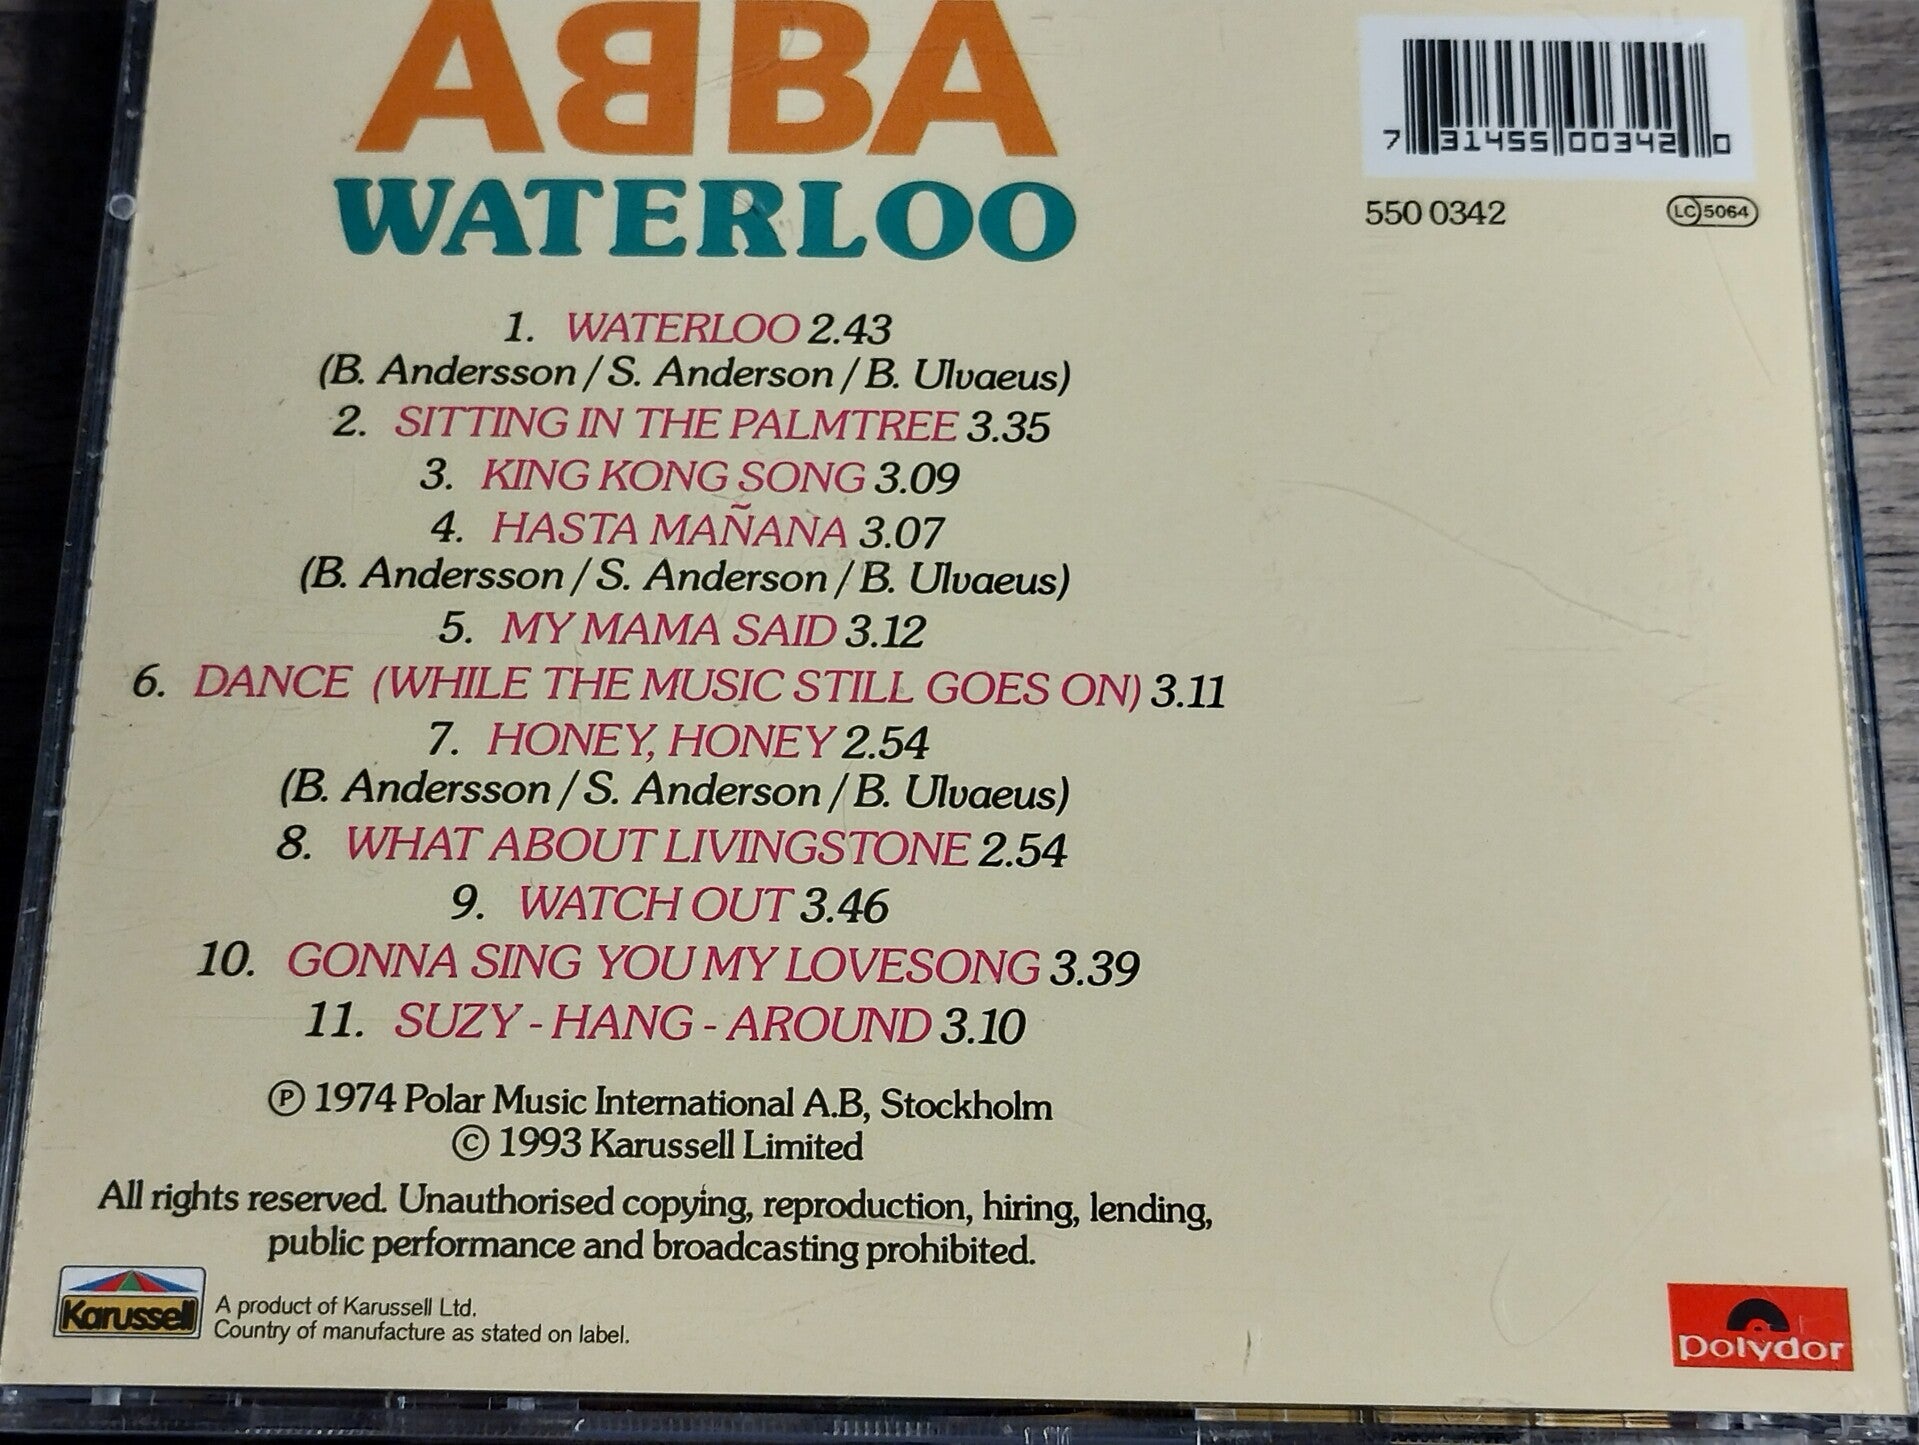 ABBA
WATERLOO
7 31455 00342 0
550 0342
LC 5064
1. WATERLOO 2.43
(B. Andersson / S. Anderson / B. Ulvaeus)
2. SITTING IN THE PALMTREE 3.35
3. KING KONG SONG 3.09
4. HASTA MAÑANA 3.07
(B. Andersson / S. Anderson / B. Ulvaeus)
5. MY MAMA SAID 3.12
6. DANCE (WHILE THE MUSIC STILL GOES ON) 3.11
7. HONEY, HONEY 2.54
(B. Andersson / S. Anderson / B. Ulvaeus)
8. WHAT ABOUT LIVINGSTONE 2.54
9. WATCH OUT 3.46
10. GONNA SING YOU MY LOVESONG 3.39
11. SUZY - HANG - AROUND 3.10
℗ 1974 Polar Music International A.B, Stockholm
© 1993 Karussell Limited
All rights reserved. Unauthorised copying, reproduction, hiring, lending,
public performance and broadcasting prohibited.
Karussell
A product of Karussell Ltd.
Country of manufacture as stated on label.
polydor